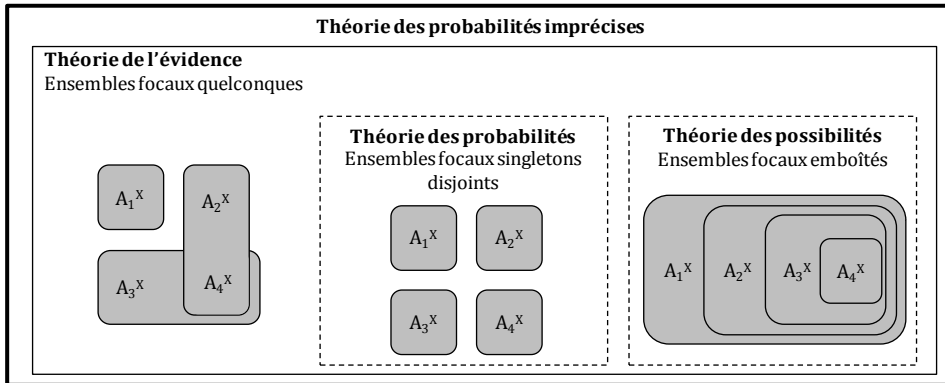 Théorie des probabilités imprécises
Théorie de l'évidence
Ensembles focaux quelconques
A₁ˣ
A₂ˣ
A₃ˣ
A₄ˣ
Théorie des probabilités
Ensembles focaux singletons
disjoints
A₁ˣ
A₂ˣ
A₃ˣ
A₄ˣ
Théorie des possibilités
Ensembles focaux emboîtés
A₁ˣ
A₂ˣ
A₃ˣ
A₄ˣ